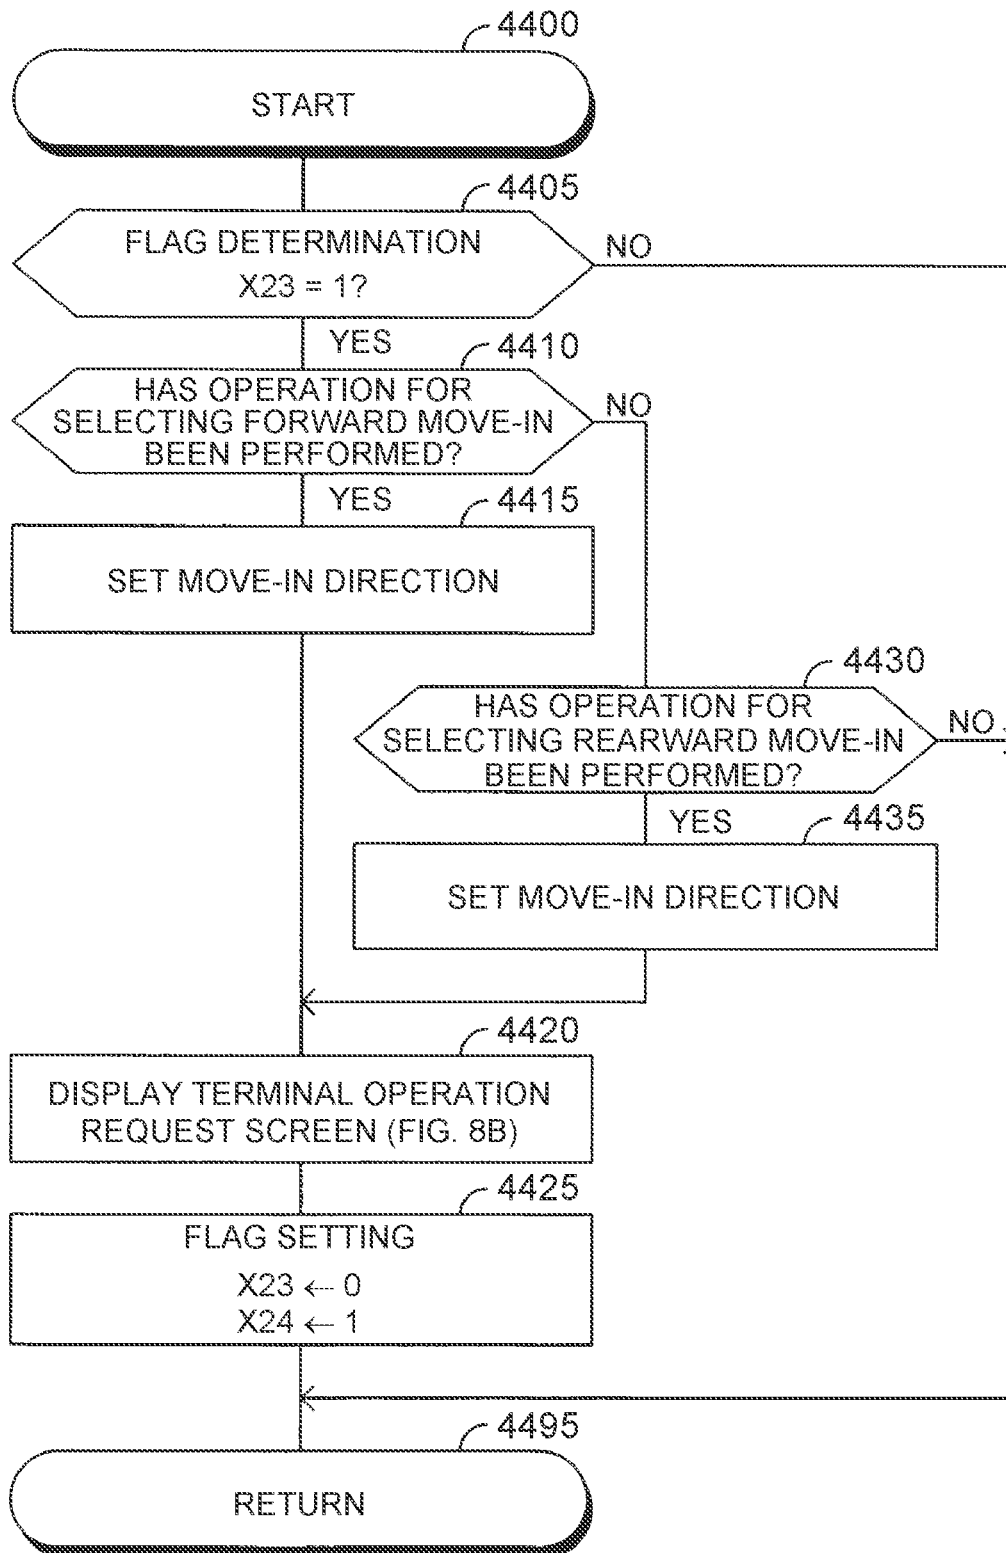 4400
START
4405
FLAG DETERMINATION
X23 = 1?
NO
YES
4410
HAS OPERATION FOR
SELECTING FORWARD MOVE-IN
BEEN PERFORMED?
NO
YES
4415
SET MOVE-IN DIRECTION
4430
HAS OPERATION FOR
SELECTING REARWARD MOVE-IN
BEEN PERFORMED?
NO
YES
4435
SET MOVE-IN DIRECTION
4420
DISPLAY TERMINAL OPERATION
REQUEST SCREEN (FIG. 8B)
4425
FLAG SETTING
X23 ← 0
X24 ← 1
4495
RETURN